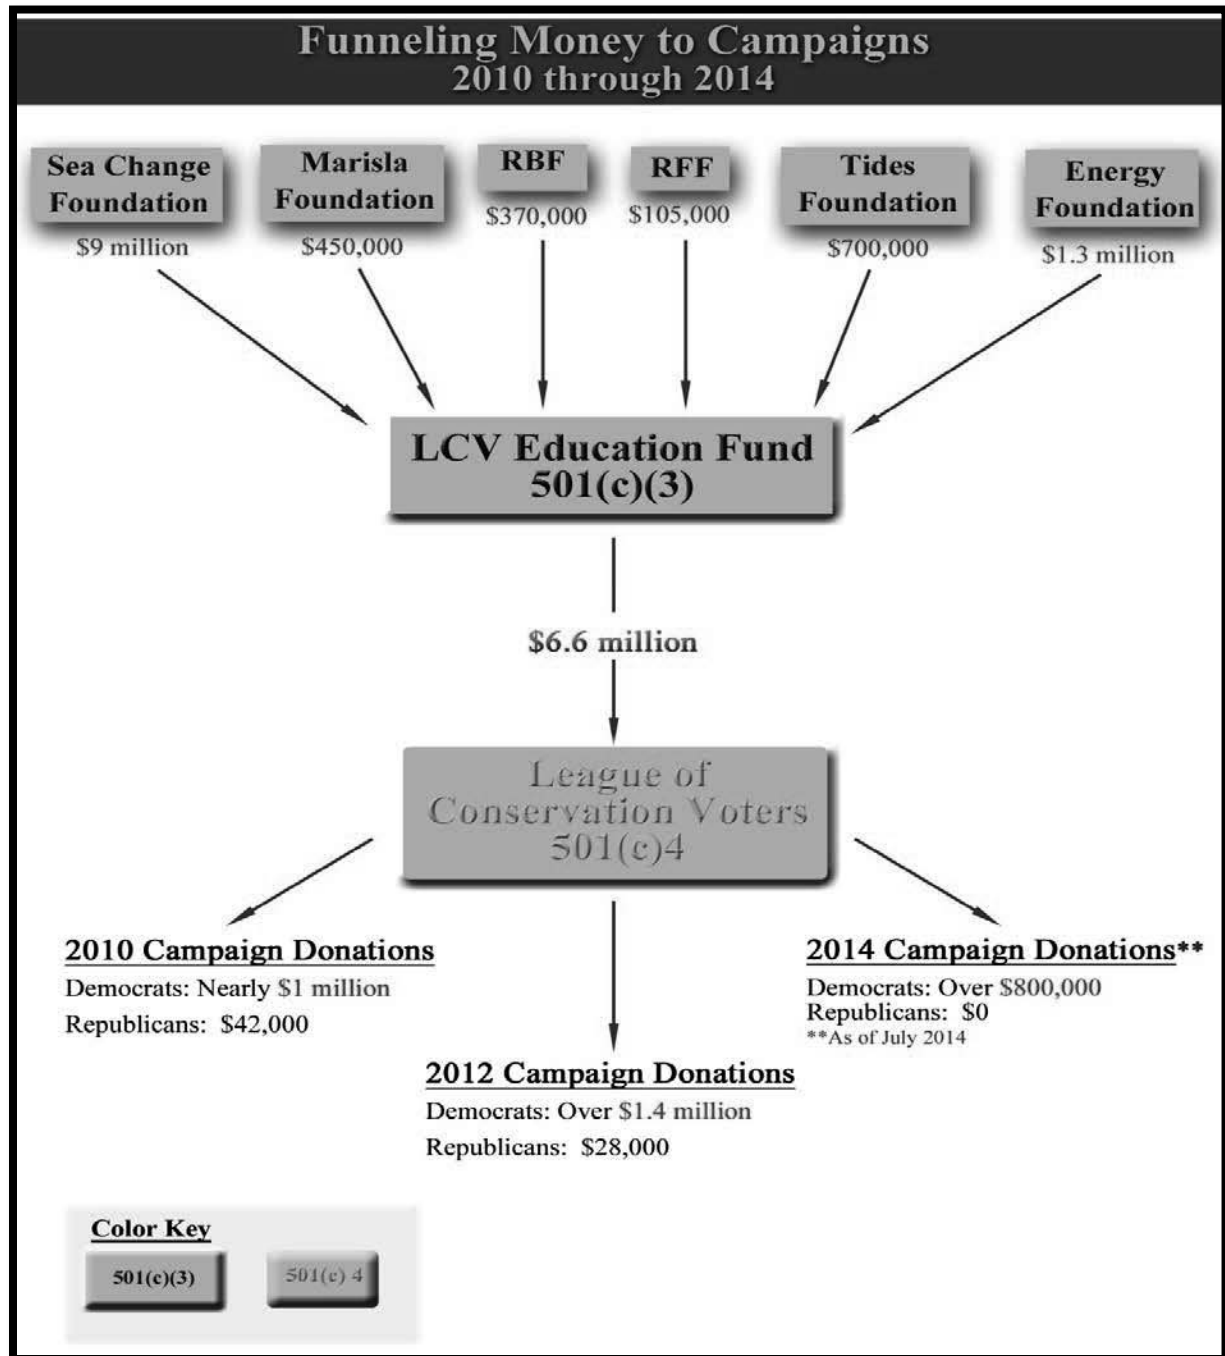 Funneling Money to Campaigns
2010 through 2014
Sea Change
Foundation
$9 million
Marisla
Foundation
$450,000
RBF
$370,000
RFF
$105,000
Tides
Foundation
$700,000
Energy
Foundation
$1.3 million
LCV Education Fund
501(c)(3)
$6.6 million
League of
Conservation Voters
501(c)4
2010 Campaign Donations
Democrats: Nearly $1 million
Republicans: $42,000
2012 Campaign Donations
Democrats: Over $1.4 million
Republicans: $28,000
2014 Campaign Donations**
Democrats: Over $800,000
Republicans: $0
**As of July 2014
Color Key
501(c)(3)
501(c) 4